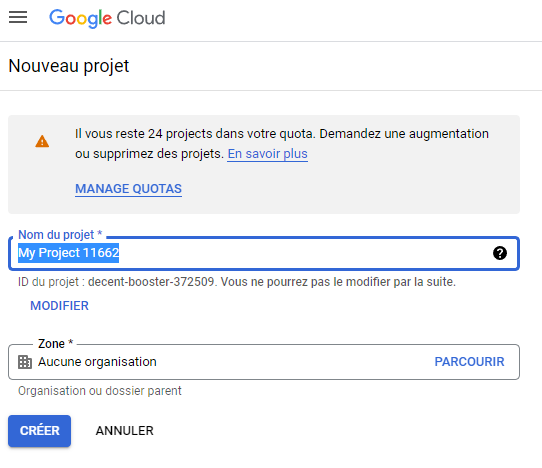 Google Cloud
Nouveau projet
Il vous reste 24 projects dans votre quota. Demandez une augmentation
ou supprimez des projets. En savoir plus
MANAGE QUOTAS
Nom du projet *
My Project 11662
ID du projet : decent-booster-372509. Vous ne pourrez pas le modifier par la suite.
MODIFIER
Zone *
Aucune organisation PARCOURIR
Organisation ou dossier parent
CRÉER ANNULER